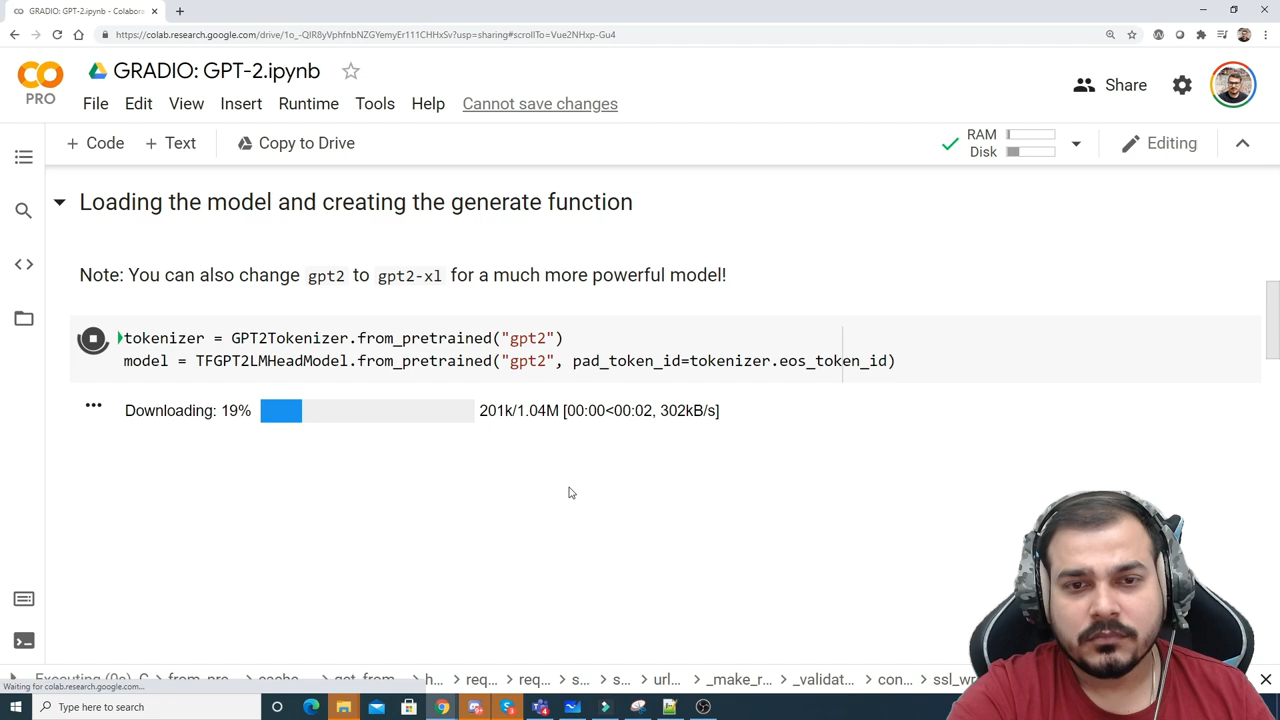 GRADIO: GPT-2.ipynb - Colabora
https://colab.research.google.com/drive/1o_-QIR8yVphfnbNZGYemyEr111CHHxSv?usp=sharing#scrollTo=Vue2NHxp-Gu4
GRADIO: GPT-2.ipynb
PRO
File Edit View Insert Runtime Tools Help Cannot save changes
Share
+ Code + Text Copy to Drive
RAM
Disk
Editing
Loading the model and creating the generate function
Note: You can also change gpt2 to gpt2-xl for a much more powerful model!
tokenizer = GPT2Tokenizer.from_pretrained("gpt2")
model = TFGPT2LMHeadModel.from_pretrained("gpt2", pad_token_id=tokenizer.eos_token_id)
Downloading: 19% 201k/1.04M [00:00<00:02, 302kB/s]
Waiting for colab.research.google.com...
Type here to search